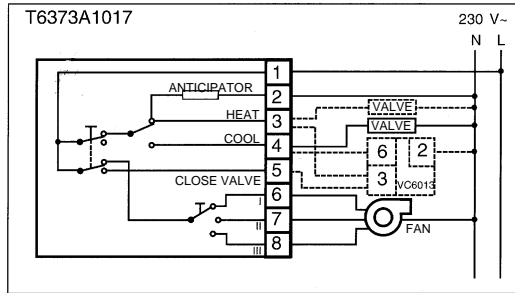 T6373A1017
230 V~
N L
1
ANTICIPATOR
2
HEAT
3
VALVE
COOL
4
VALVE
6 2
CLOSE VALVE
5
3
VC6013
6
I
7
II
FAN
8
III